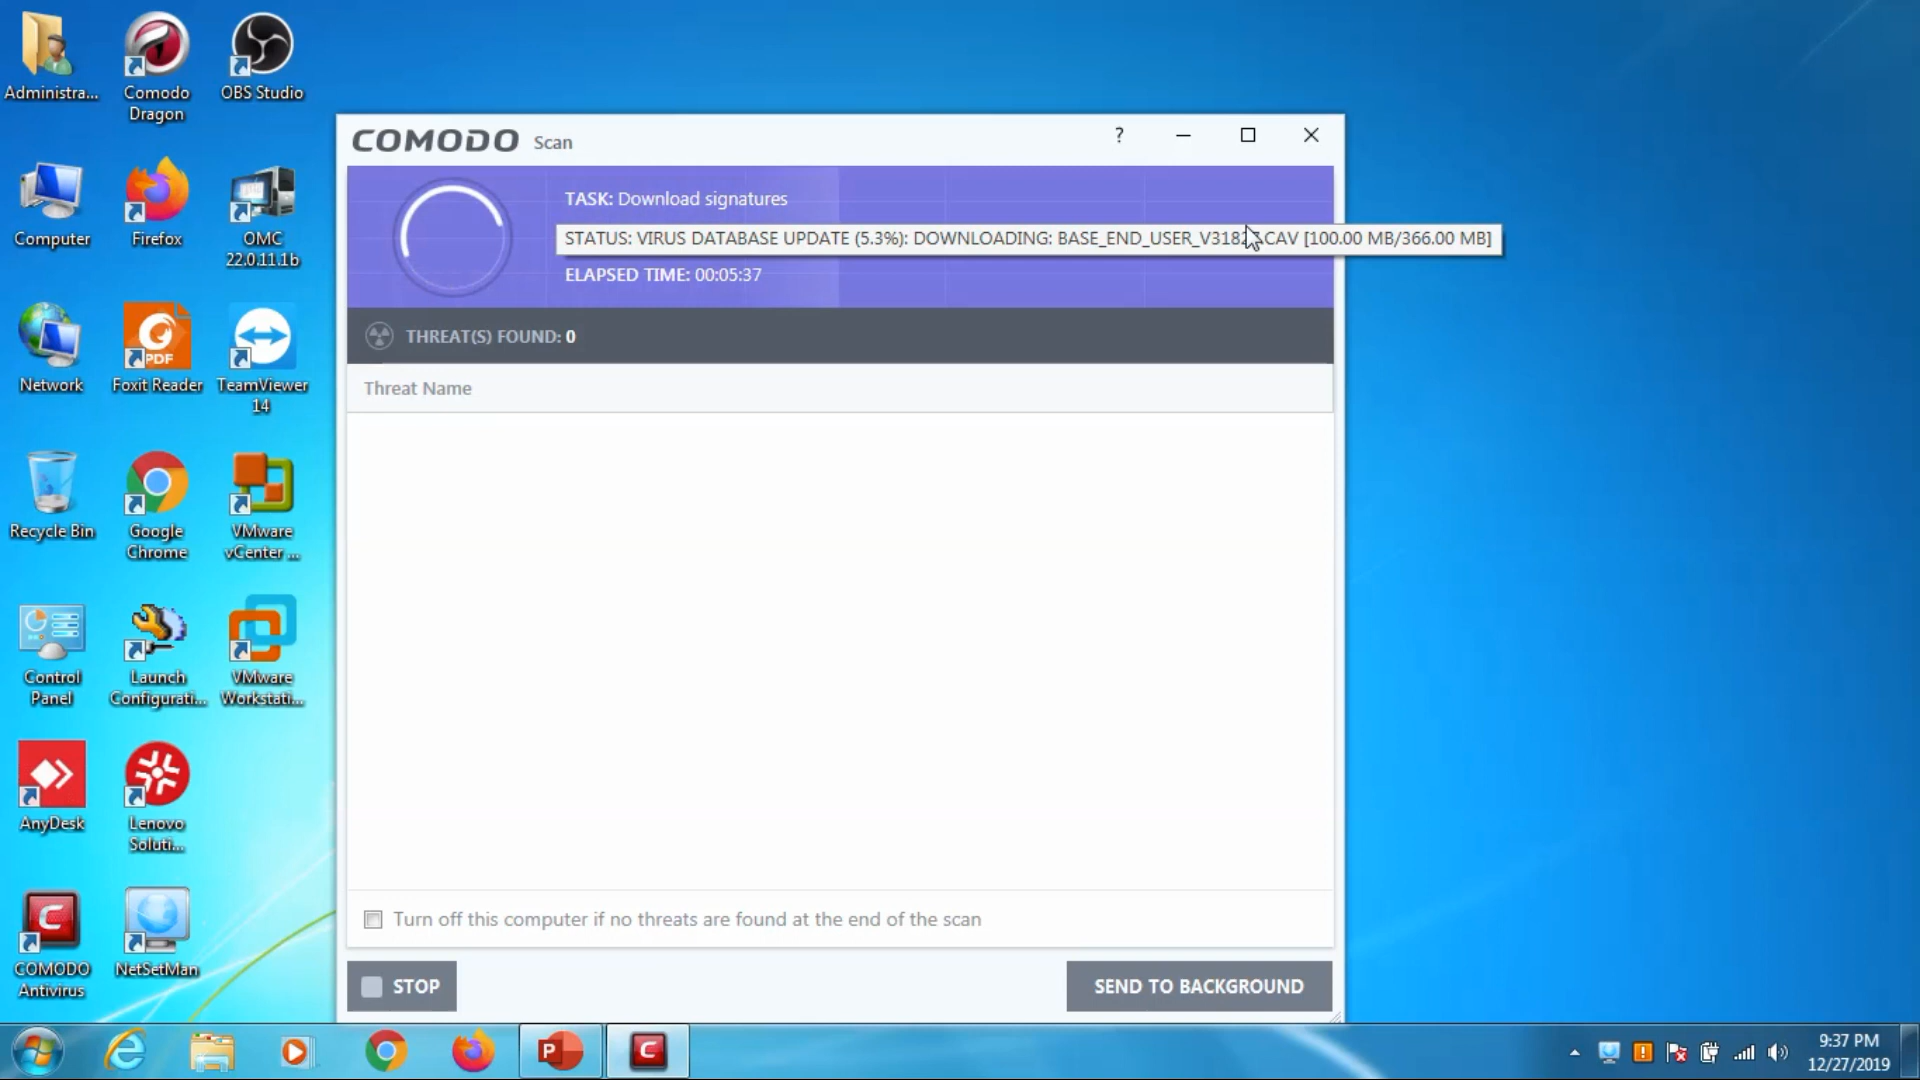 Administra...
Comodo
Dragon
OBS Studio
Computer
Firefox
OMC
22.0.11.1b
Network
PDF
Foxit Reader
TeamViewer
14
Recycle Bin
Google
Chrome
VMware
vCenter ...
Control
Panel
Launch
Configurati...
VMware
Workstati...
AnyDesk
Lenovo
Soluti...
COMODO
Antivirus
NetSetMan
COMODO Scan
?
TASK: Download signatures
STATUS: VIRUS DATABASE UPDATE (5.3%): DOWNLOADING: CAV [100.00 MB/366.00 MB]
ELAPSED TIME: 00:05:37
THREAT(S) FOUND: 0
Threat Name
Turn off this computer if no threats are found at the end of the scan
STOP
SEND TO BACKGROUND
9:37 PM
12/27/2019